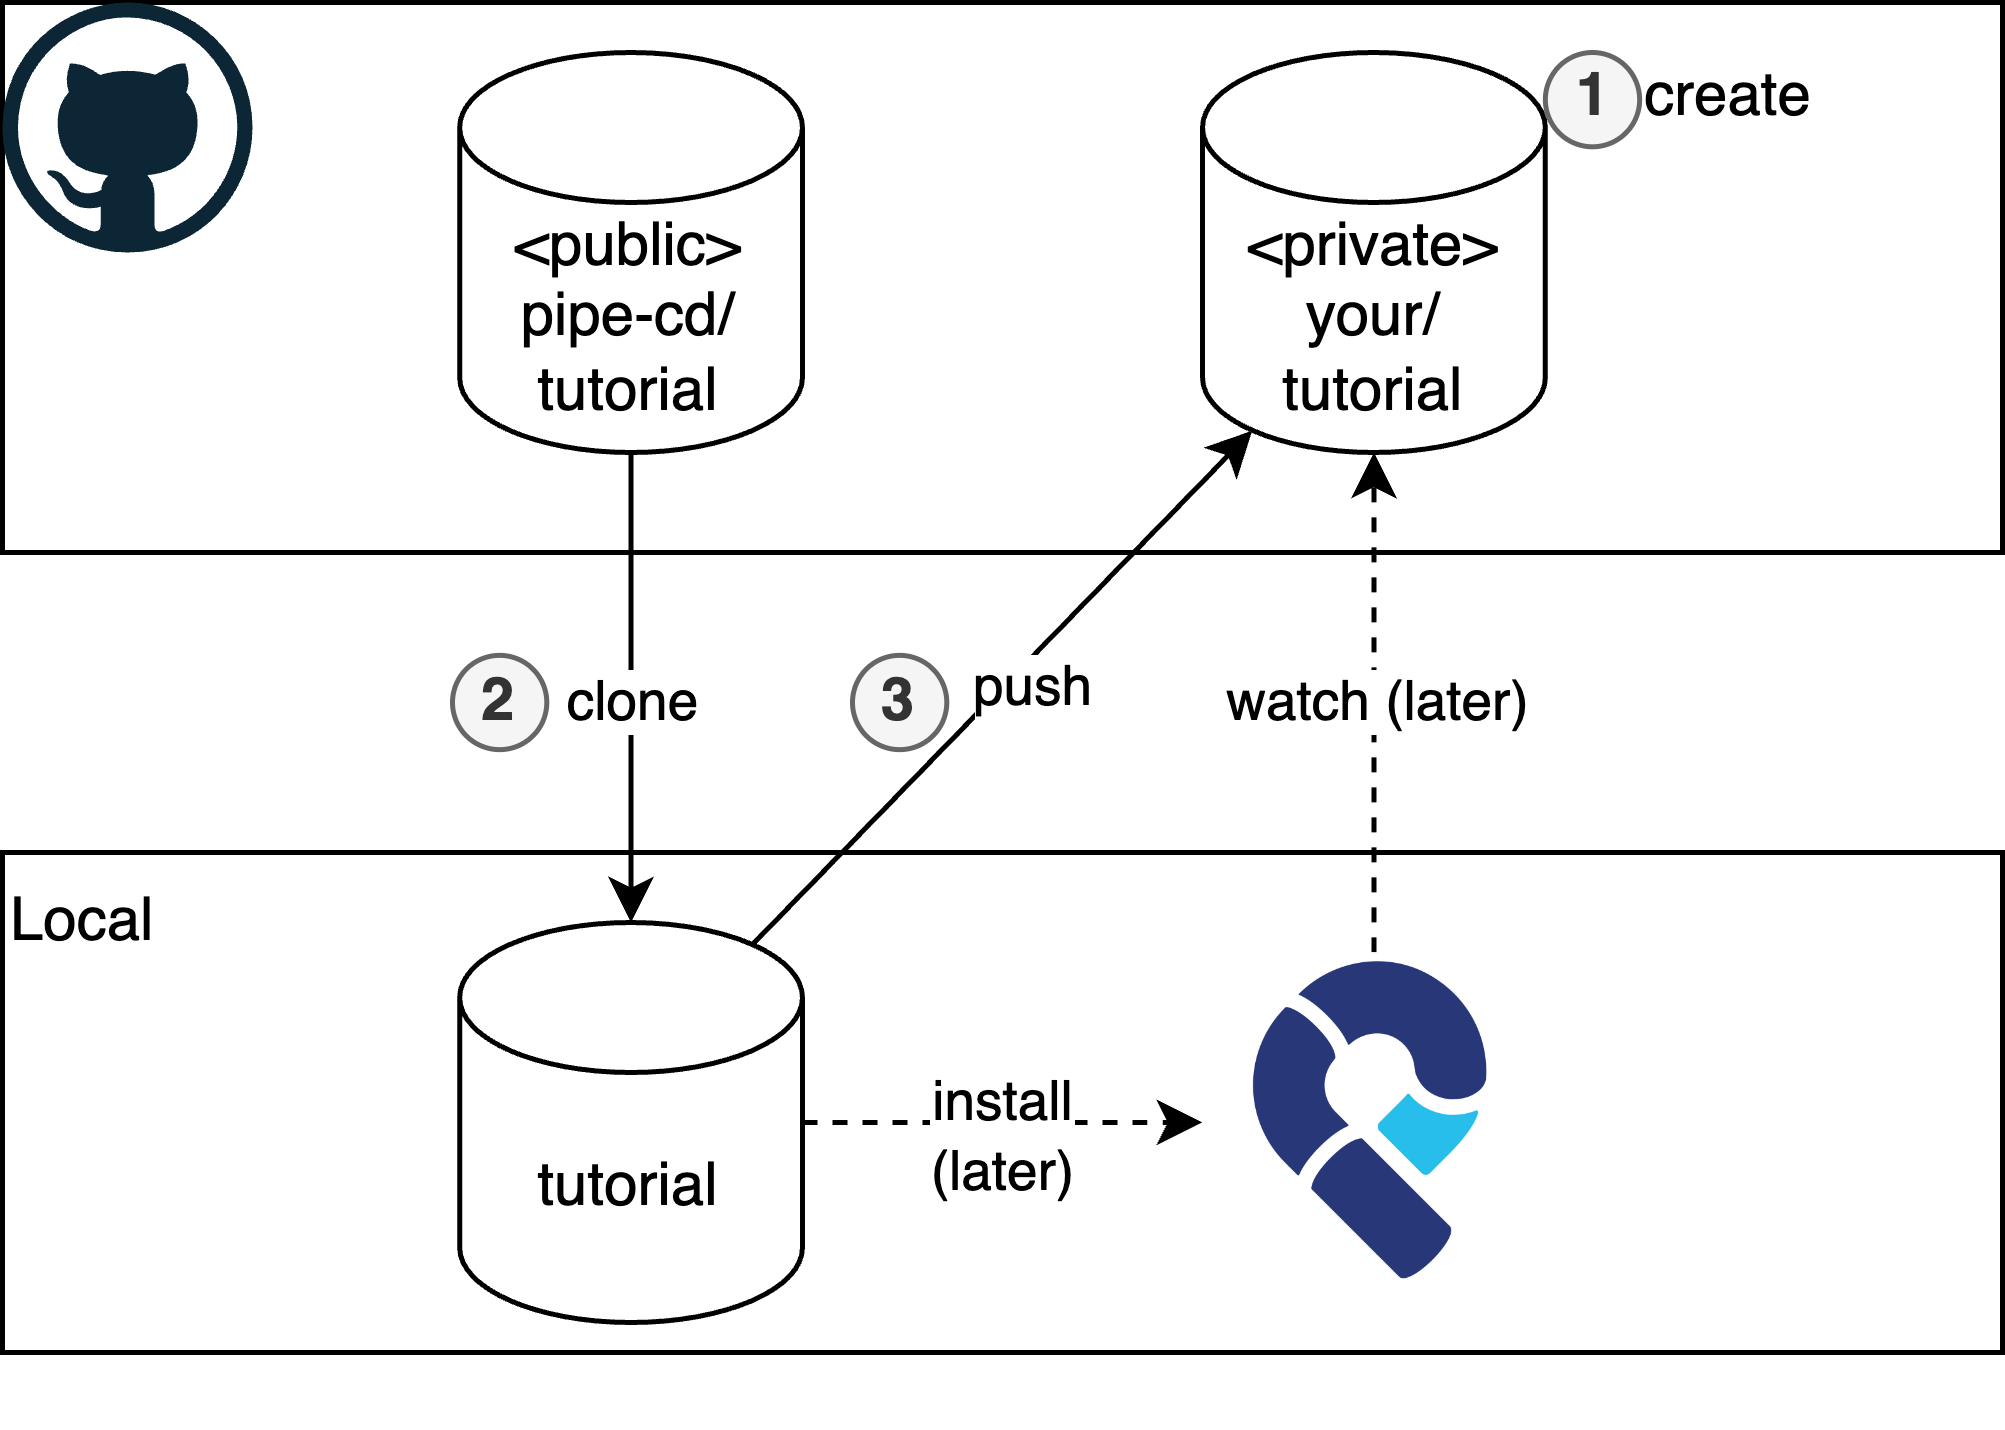 1 create
<public>
pipe-cd/
tutorial
<private>
your/
tutorial
2 clone
3 push
watch (later)
Local
tutorial
install
(later)